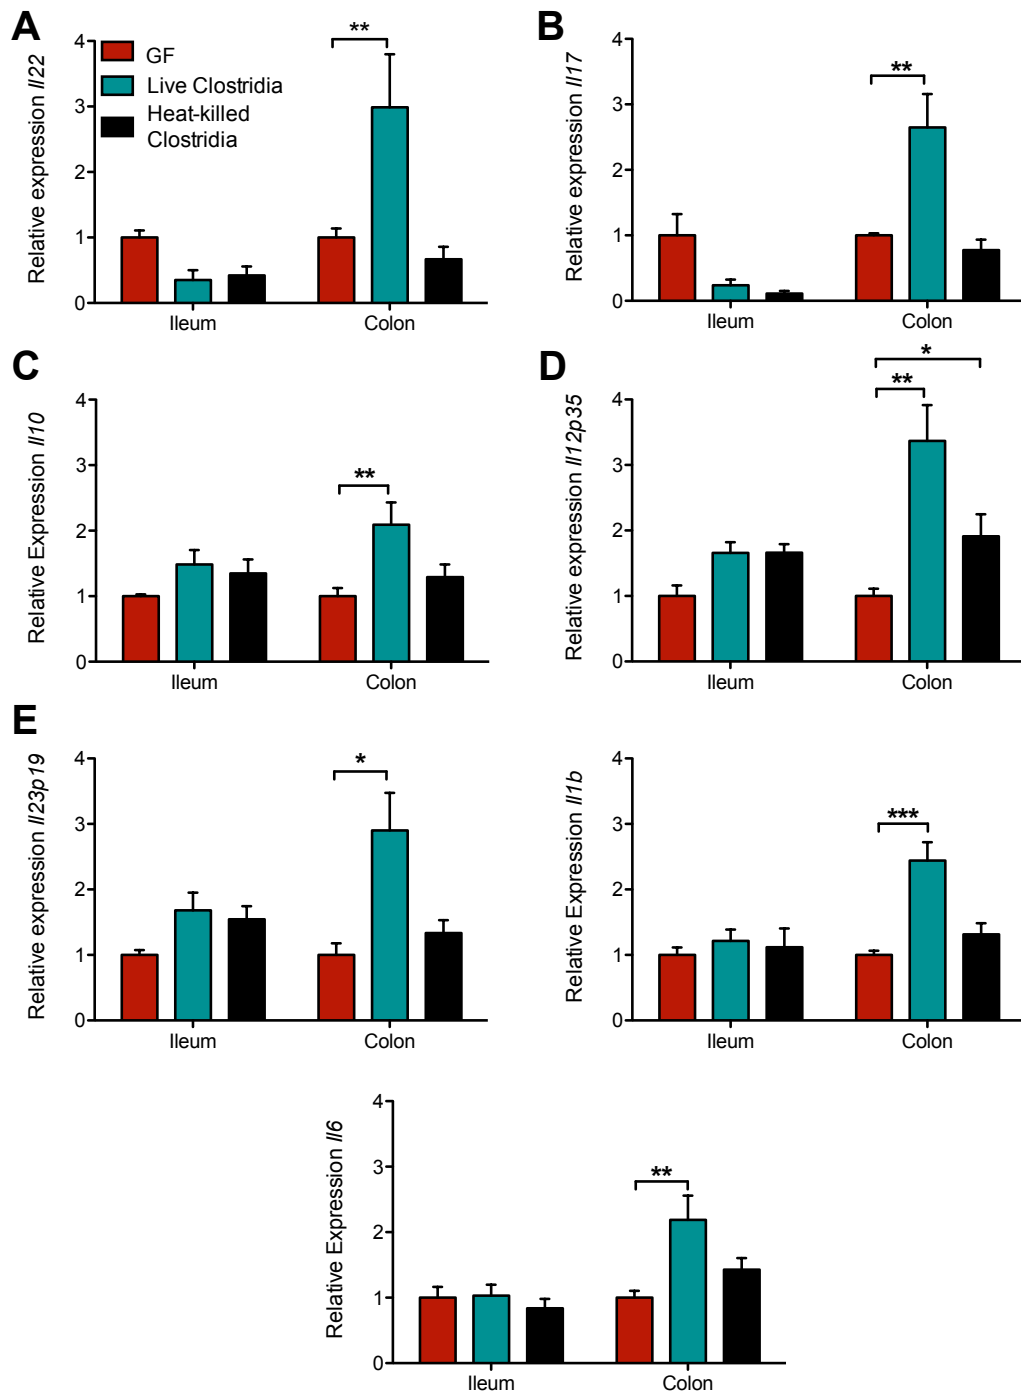 A
Relative expression Il22
4
3
2
1
0
GF
Live Clostridia
Heat-killed
Clostridia
**
Ileum
Colon
B
Relative expression Il17
4
3
2
1
0
**
Ileum
Colon
C
Relative Expression Il10
4
3
2
1
0
**
Ileum
Colon
D
Relative expression Il12p35
4
3
2
1
0
*
**
Ileum
Colon
E
Relative expression Il23p19
4
3
2
1
0
*
Ileum
Colon
Relative Expression Il1b
4
3
2
1
0
***
Ileum
Colon
Relative Expression Il6
4
3
2
1
0
**
Ileum
Colon